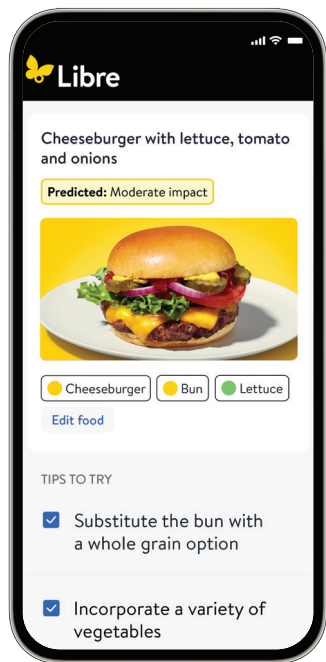 Libre
Cheeseburger with lettuce, tomato
and onions
Predicted: Moderate impact
Cheeseburger
Bun
Lettuce
Edit food
TIPS TO TRY
Substitute the bun with
a whole grain option
Incorporate a variety of
vegetables